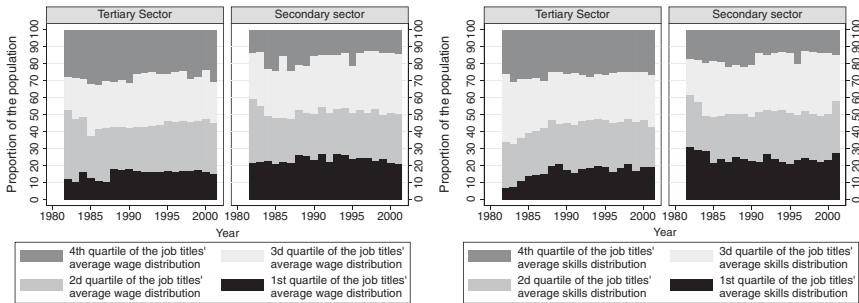 Tertiary Sector
Secondary sector
Proportion of the population
100
90
80
70
60
50
40
30
20
10
0
0 10 20 30 40 50 60 70 80 90 100
1980 1985 1990 1995 2000
1980 1985 1990 1995 2000
Year
4th quartile of the job titles'
average wage distribution
3d quartile of the job titles'
average wage distribution
2d quartile of the job titles'
average wage distribution
1st quartile of the job titles'
average wage distribution
Tertiary Sector
Secondary sector
Proportion of the population
100
90
80
70
60
50
40
30
20
10
0
0 10 20 30 40 50 60 70 80 90 100
1980 1985 1990 1995 2000
1980 1985 1990 1995 2000
Year
4th quartile of the job titles'
average skills distribution
3d quartile of the job titles'
average skills distribution
2d quartile of the job titles'
average skills distribution
1st quartile of the job titles'
average skills distribution